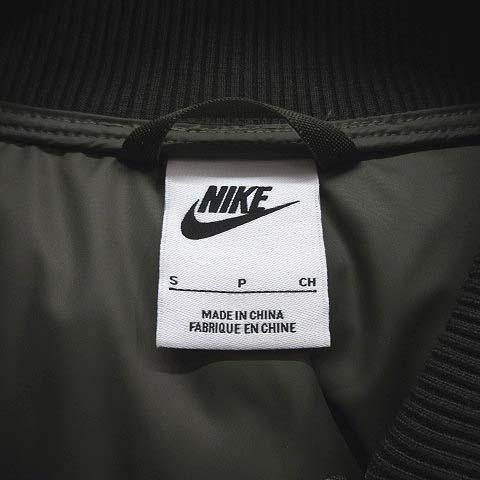 NIKE
S P CH
MADE IN CHINA
FABRIQUE EN CHINE